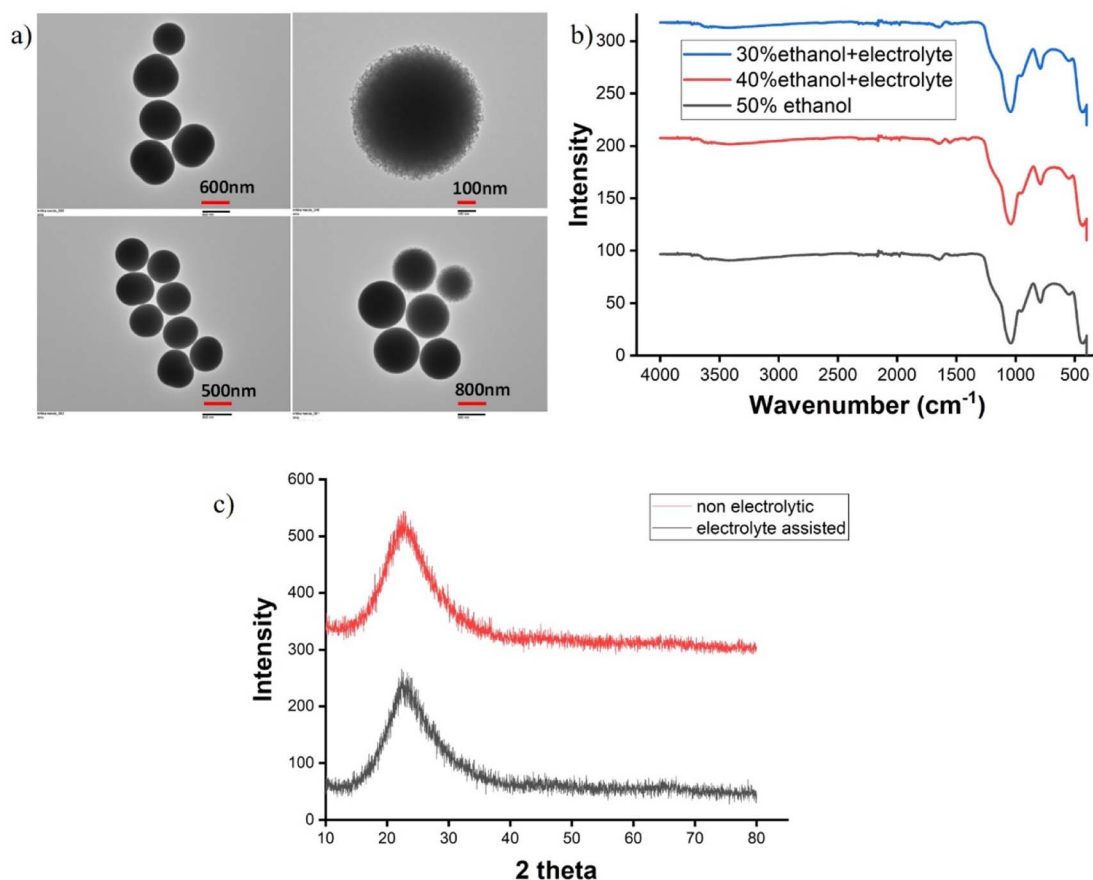 a)
600nm
100nm
500nm
800nm
b)
300
250
200
150
100
50
0
Intensity
30%ethanol+electrolyte
40%ethanol+electrolyte
50% ethanol
4000 3500 3000 2500 2000 1500 1000 500
Wavenumber (cm-1)
c)
600
500
400
300
200
100
0
Intensity
non electrolytic
electrolyte assisted
10 20 30 40 50 60 70 80
2 theta